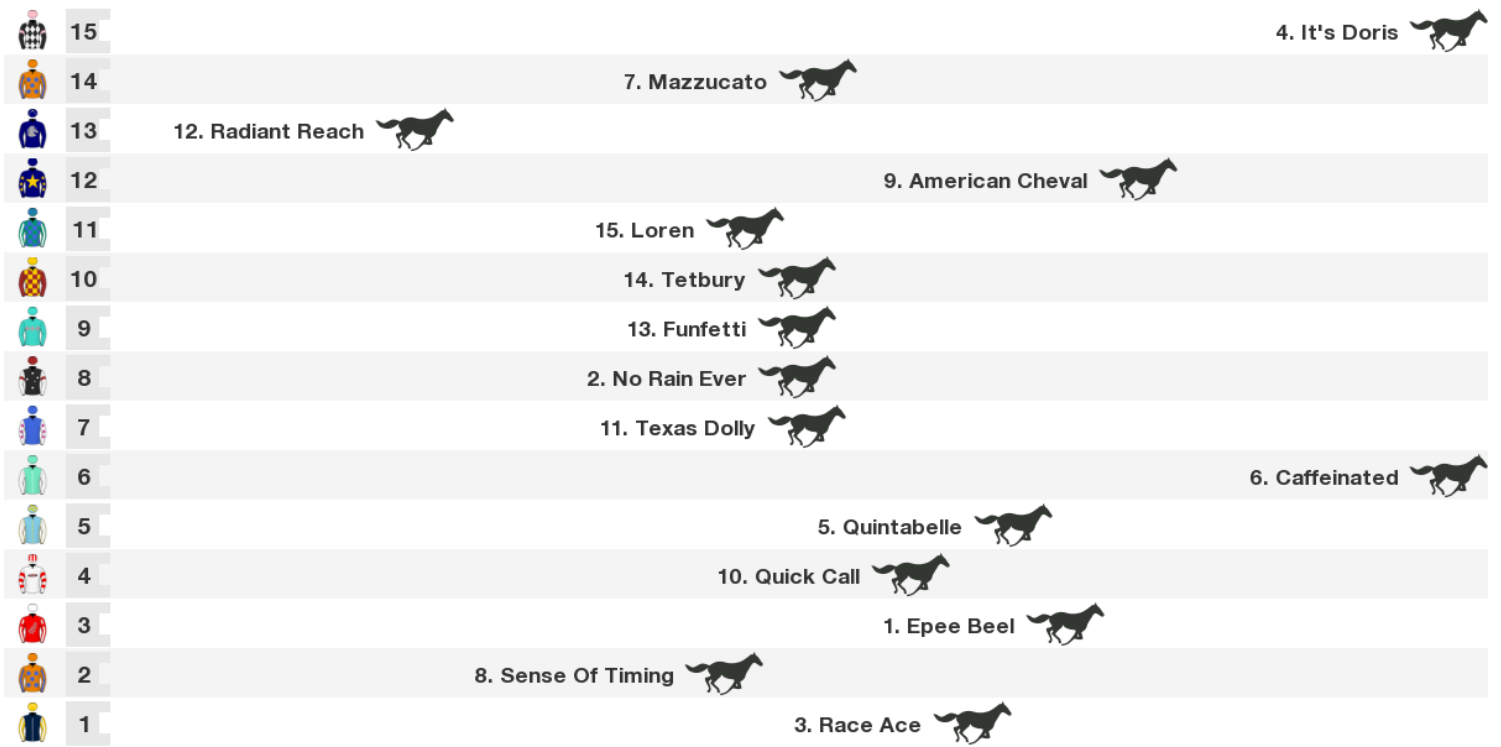 15 4. It's Doris
14 7. Mazzucato
13 12. Radiant Reach
12 9. American Cheval
11 15. Loren
10 14. Tetbury
9 13. Funfetti
8 2. No Rain Ever
7 11. Texas Dolly
6 6. Caffeinated
5 5. Quintabelle
4 10. Quick Call
3 1. Epee Beel
2 8. Sense Of Timing
1 3. Race Ace